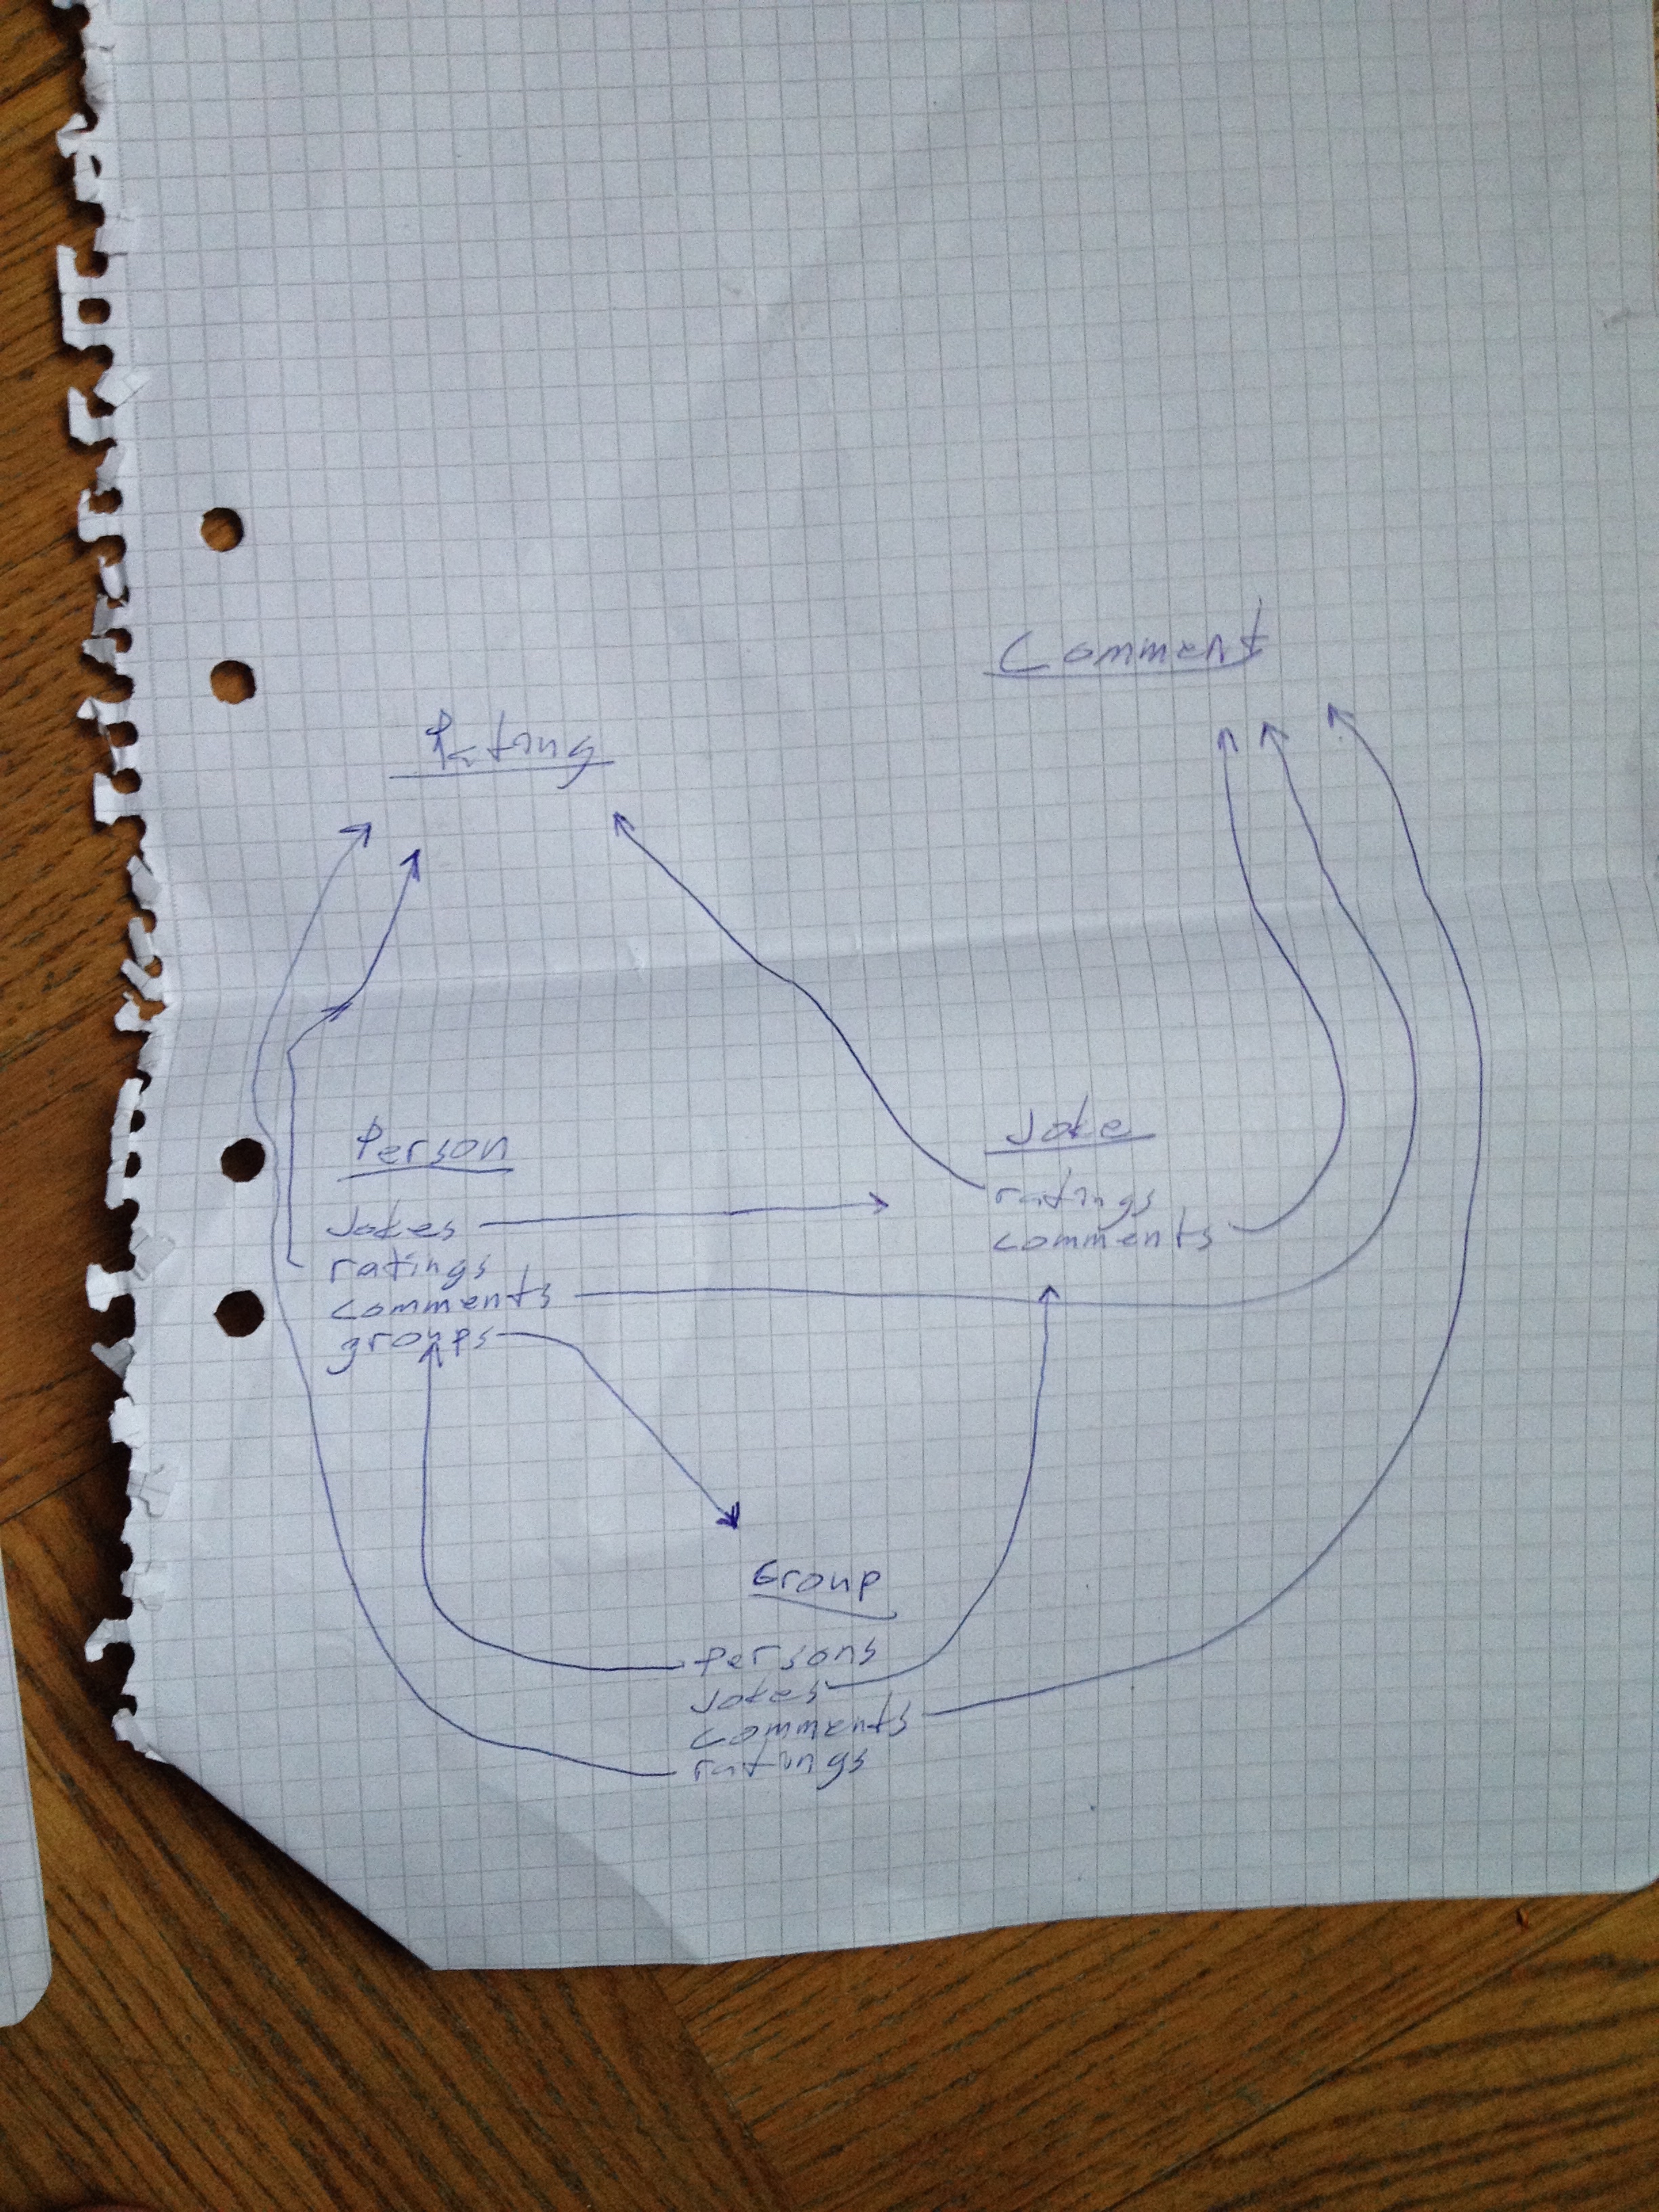 Comment
Rating
Person
Jokes
ratings
comments
groups
Joke
ratings
comments
Group
persons
Jokes
comments
ratings